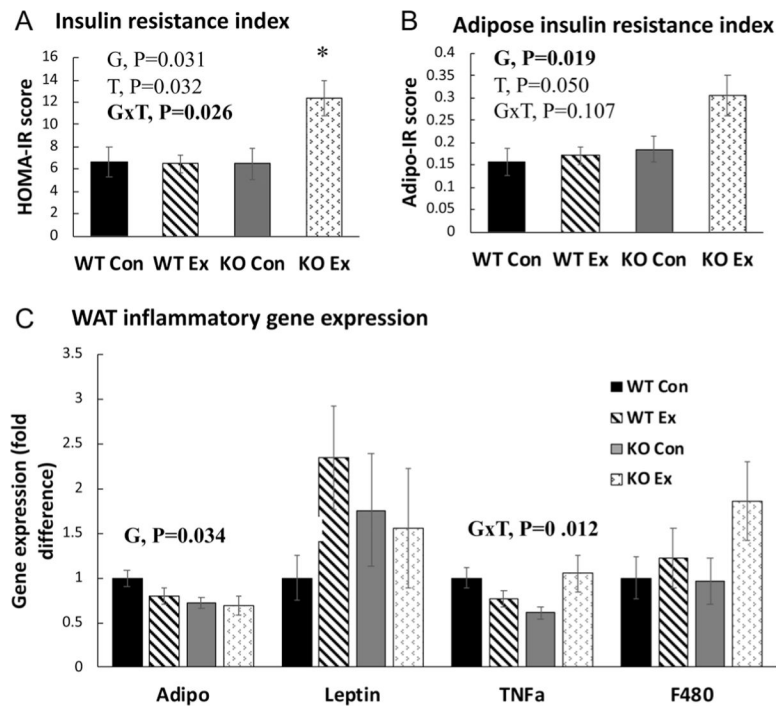 A Insulin resistance index
HOMA-IR score
16
14
12
10
8
6
4
2
0
G, P=0.031
T, P=0.032
GxT, P=0.026
*
WT Con WT Ex KO Con KO Ex
B Adipose insulin resistance index
Adipo-IR score
0.4
0.35
0.3
0.25
0.2
0.15
0.1
0.05
0
G, P=0.019
T, P=0.050
GxT, P=0.107
WT Con WT Ex KO Con KO Ex
C WAT inflammatory gene expression
Gene expression (fold
difference)
3.5
3
2.5
2
1.5
1
0.5
0
G, P=0.034
GxT, P=0 .012
WT Con
WT Ex
KO Con
KO Ex
Adipo Leptin TNFa F480